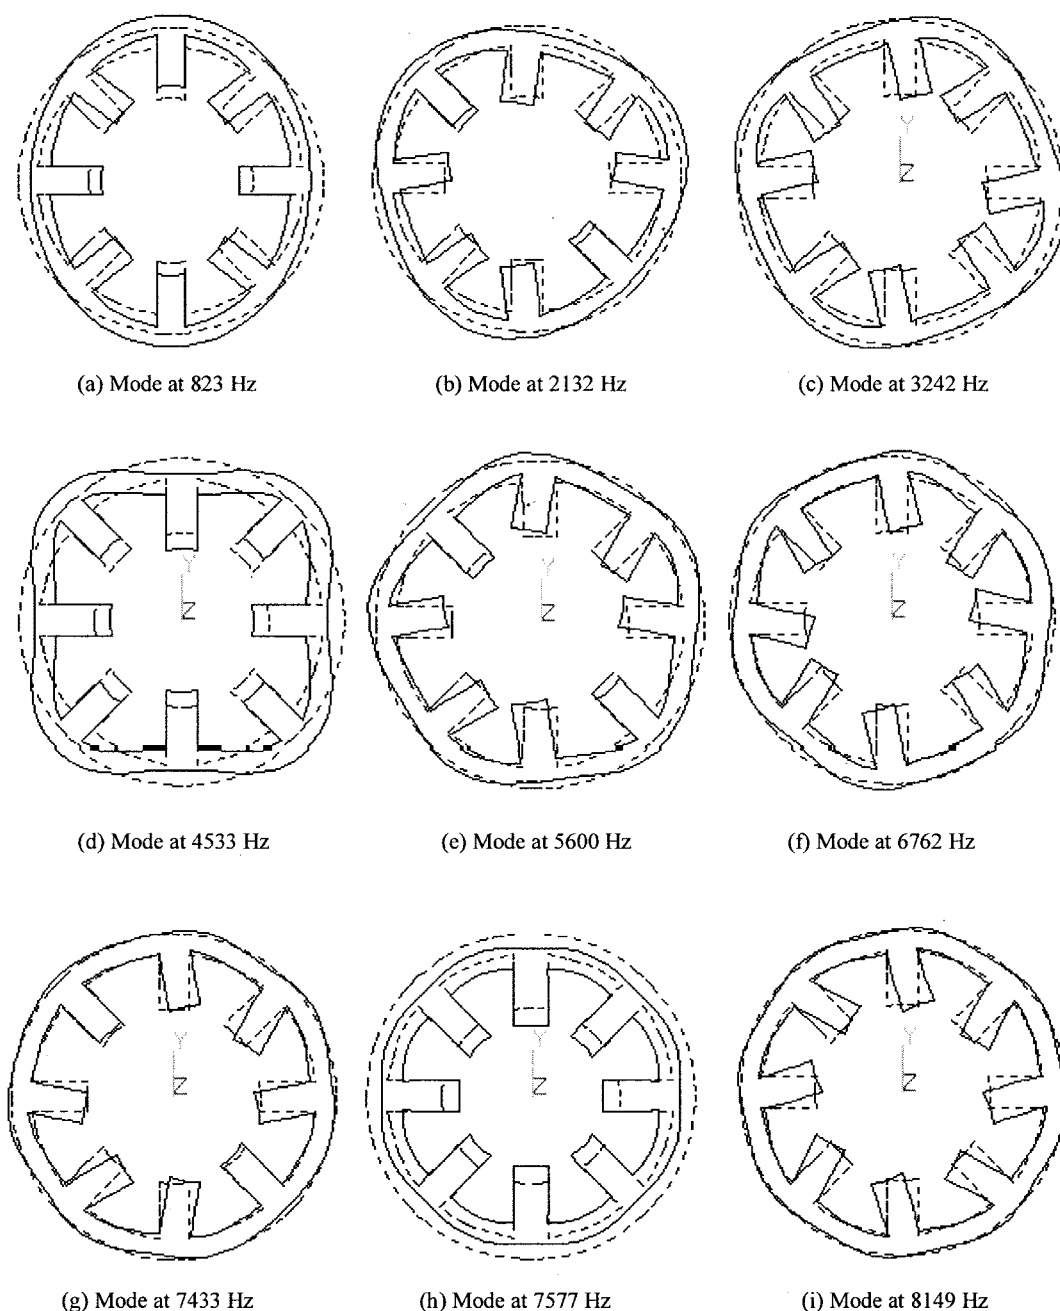 Y
Z
(a) Mode at 823 Hz
(b) Mode at 2132 Hz
(c) Mode at 3242 Hz
Y
Z
Y
Z
Y
Z
(d) Mode at 4533 Hz
(e) Mode at 5600 Hz
(f) Mode at 6762 Hz
Y
Z
Y
Z
Y
Z
(g) Mode at 7433 Hz
(h) Mode at 7577 Hz
(i) Mode at 8149 Hz